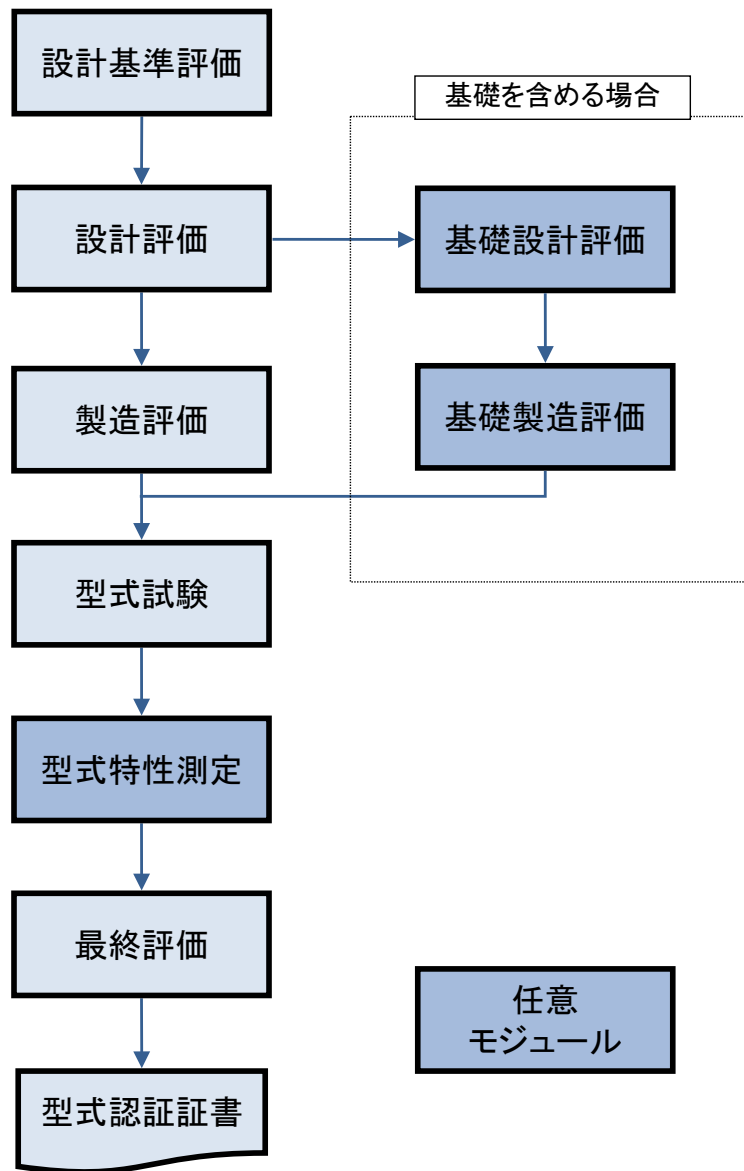 設計基準評価
基礎を含める場合
設計評価
基礎設計評価
製造評価
基礎製造評価
型式試験
型式特性測定
最終評価
任意
モジュール
型式認証証書